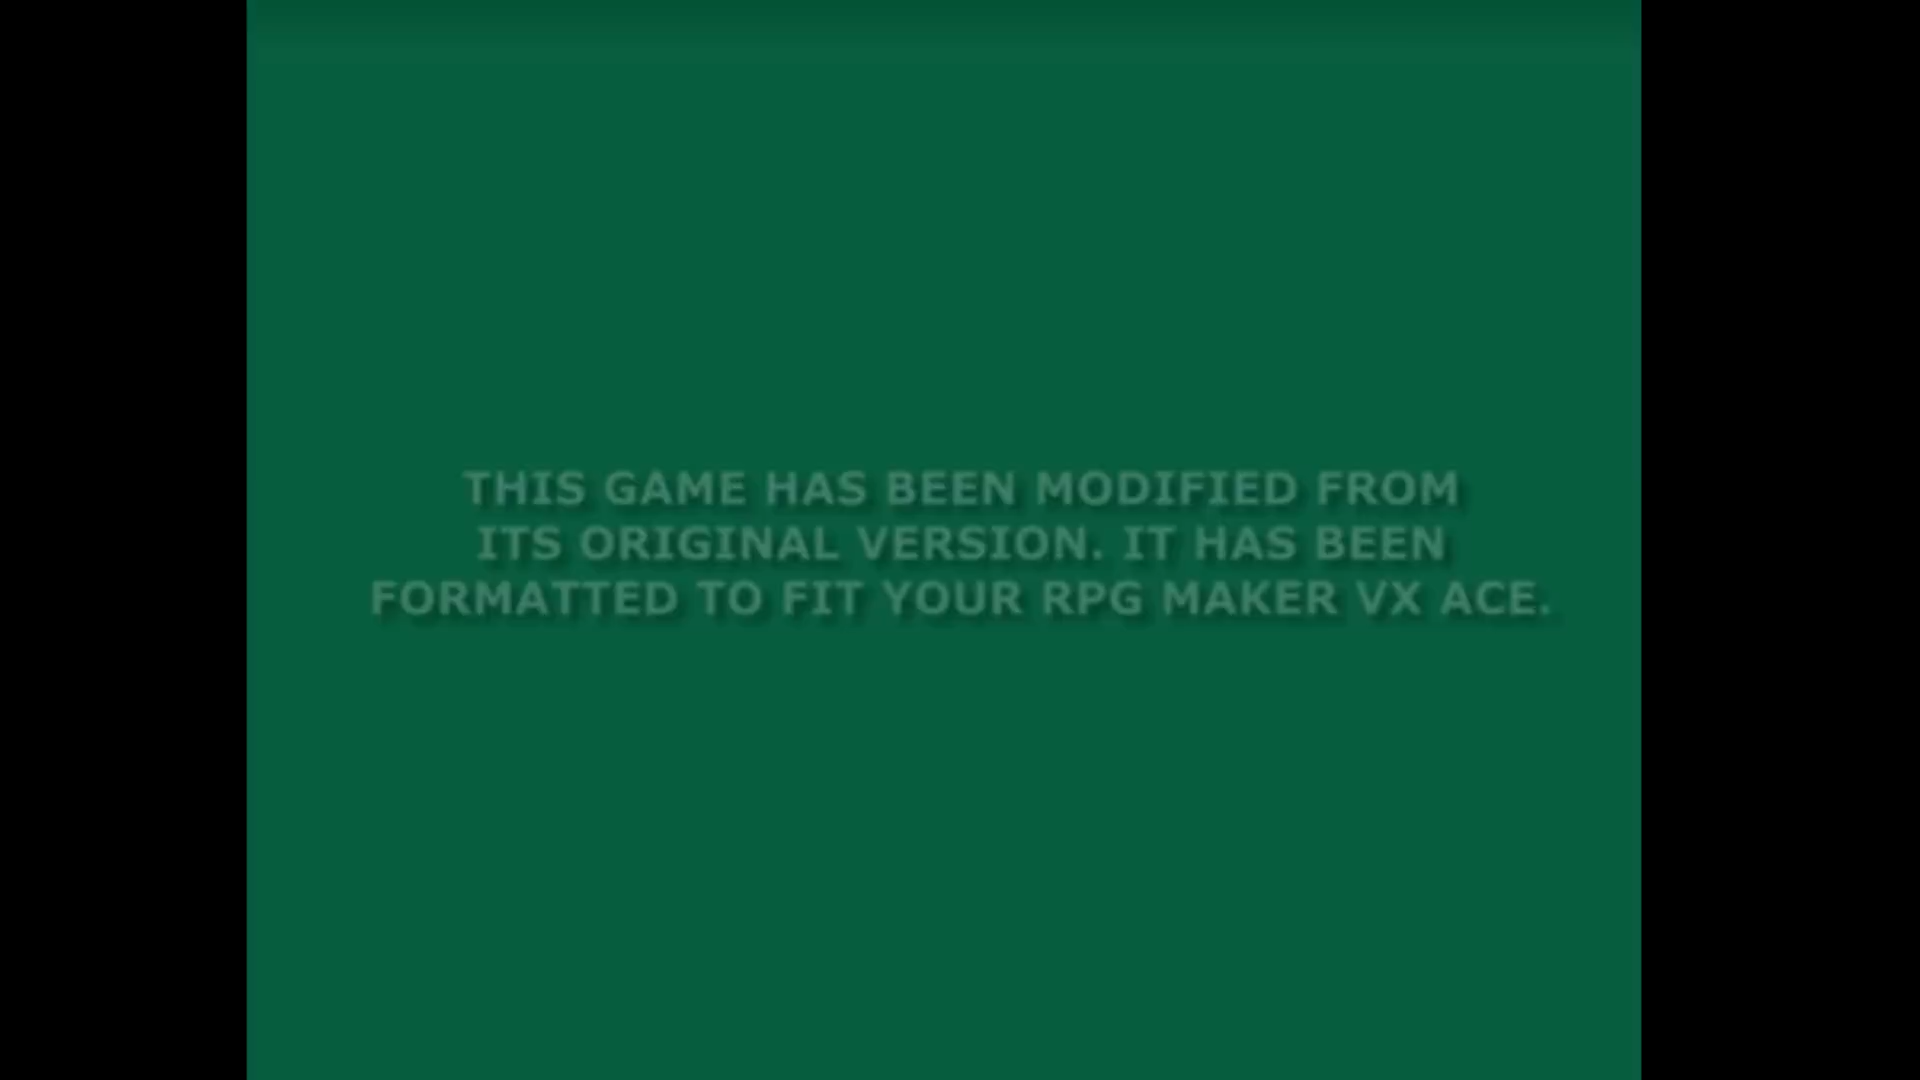 THIS GAME HAS BEEN MODIFIED FROM
ITS ORIGINAL VERSION. IT HAS BEEN
FORMATTED TO FIT YOUR RPG MAKER VX ACE.